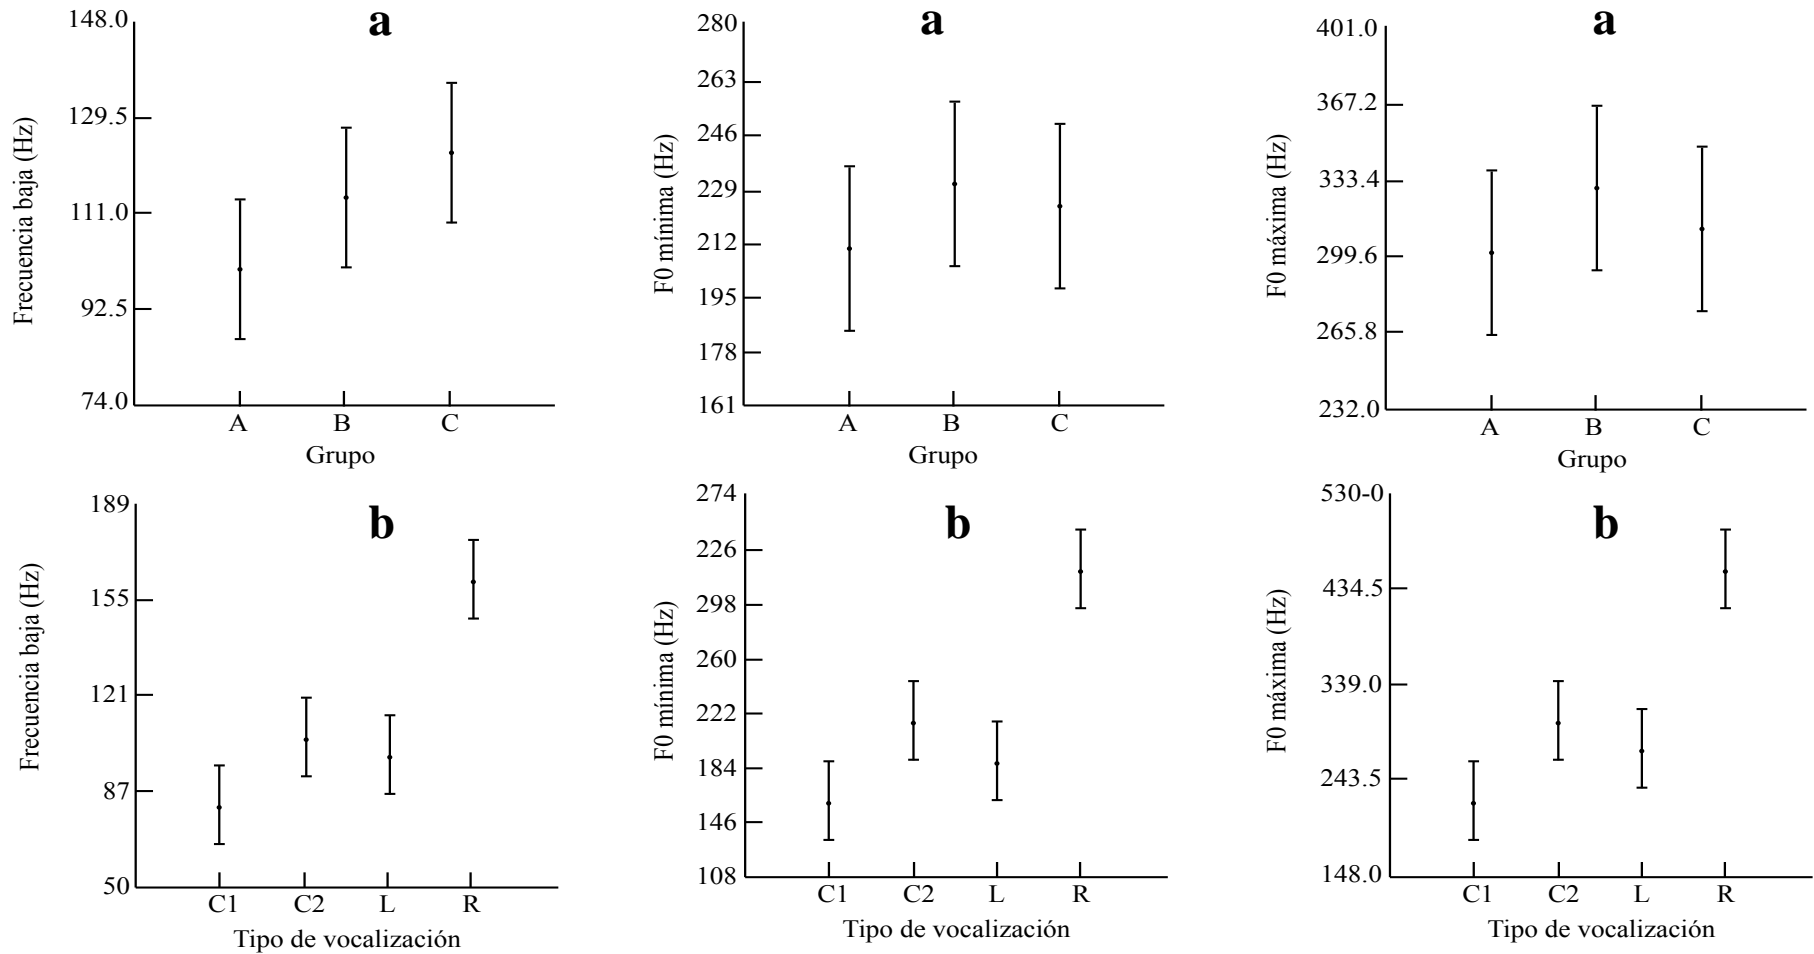 a
148.0
129.5
111.0
92.5
74.0
Frecuencia baja (Hz)
A B C
Grupo
a
280
263
246
229
212
195
178
161
F0 mínima (Hz)
A B C
Grupo
a
401.0
367.2
333.4
299.6
265.8
232.0
F0 máxima (Hz)
A B C
Grupo
b
189
155
121
87
50
Frecuencia baja (Hz)
C1 C2 L R
Tipo de vocalización
b
274
226
298
260
222
184
146
108
F0 mínima (Hz)
C1 C2 L R
Tipo de vocalización
b
530-0
434.5
339.0
243.5
148.0
F0 máxima (Hz)
C1 C2 L R
Tipo de vocalización